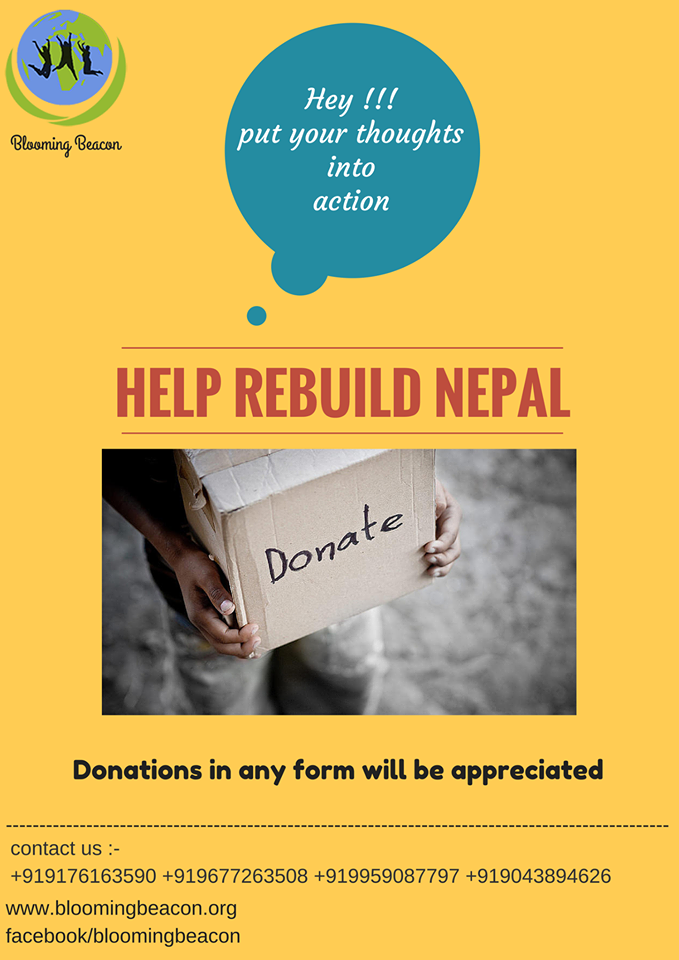 Blooming Beacon
Hey !!!
put your thoughts
into
action
HELP REBUILD NEPAL
Donate
Donations in any form will be appreciated
contact us :-
+919176163590 +919677263508 +919959087797 +919043894626
www.bloomingbeacon.org
facebook/bloomingbeacon